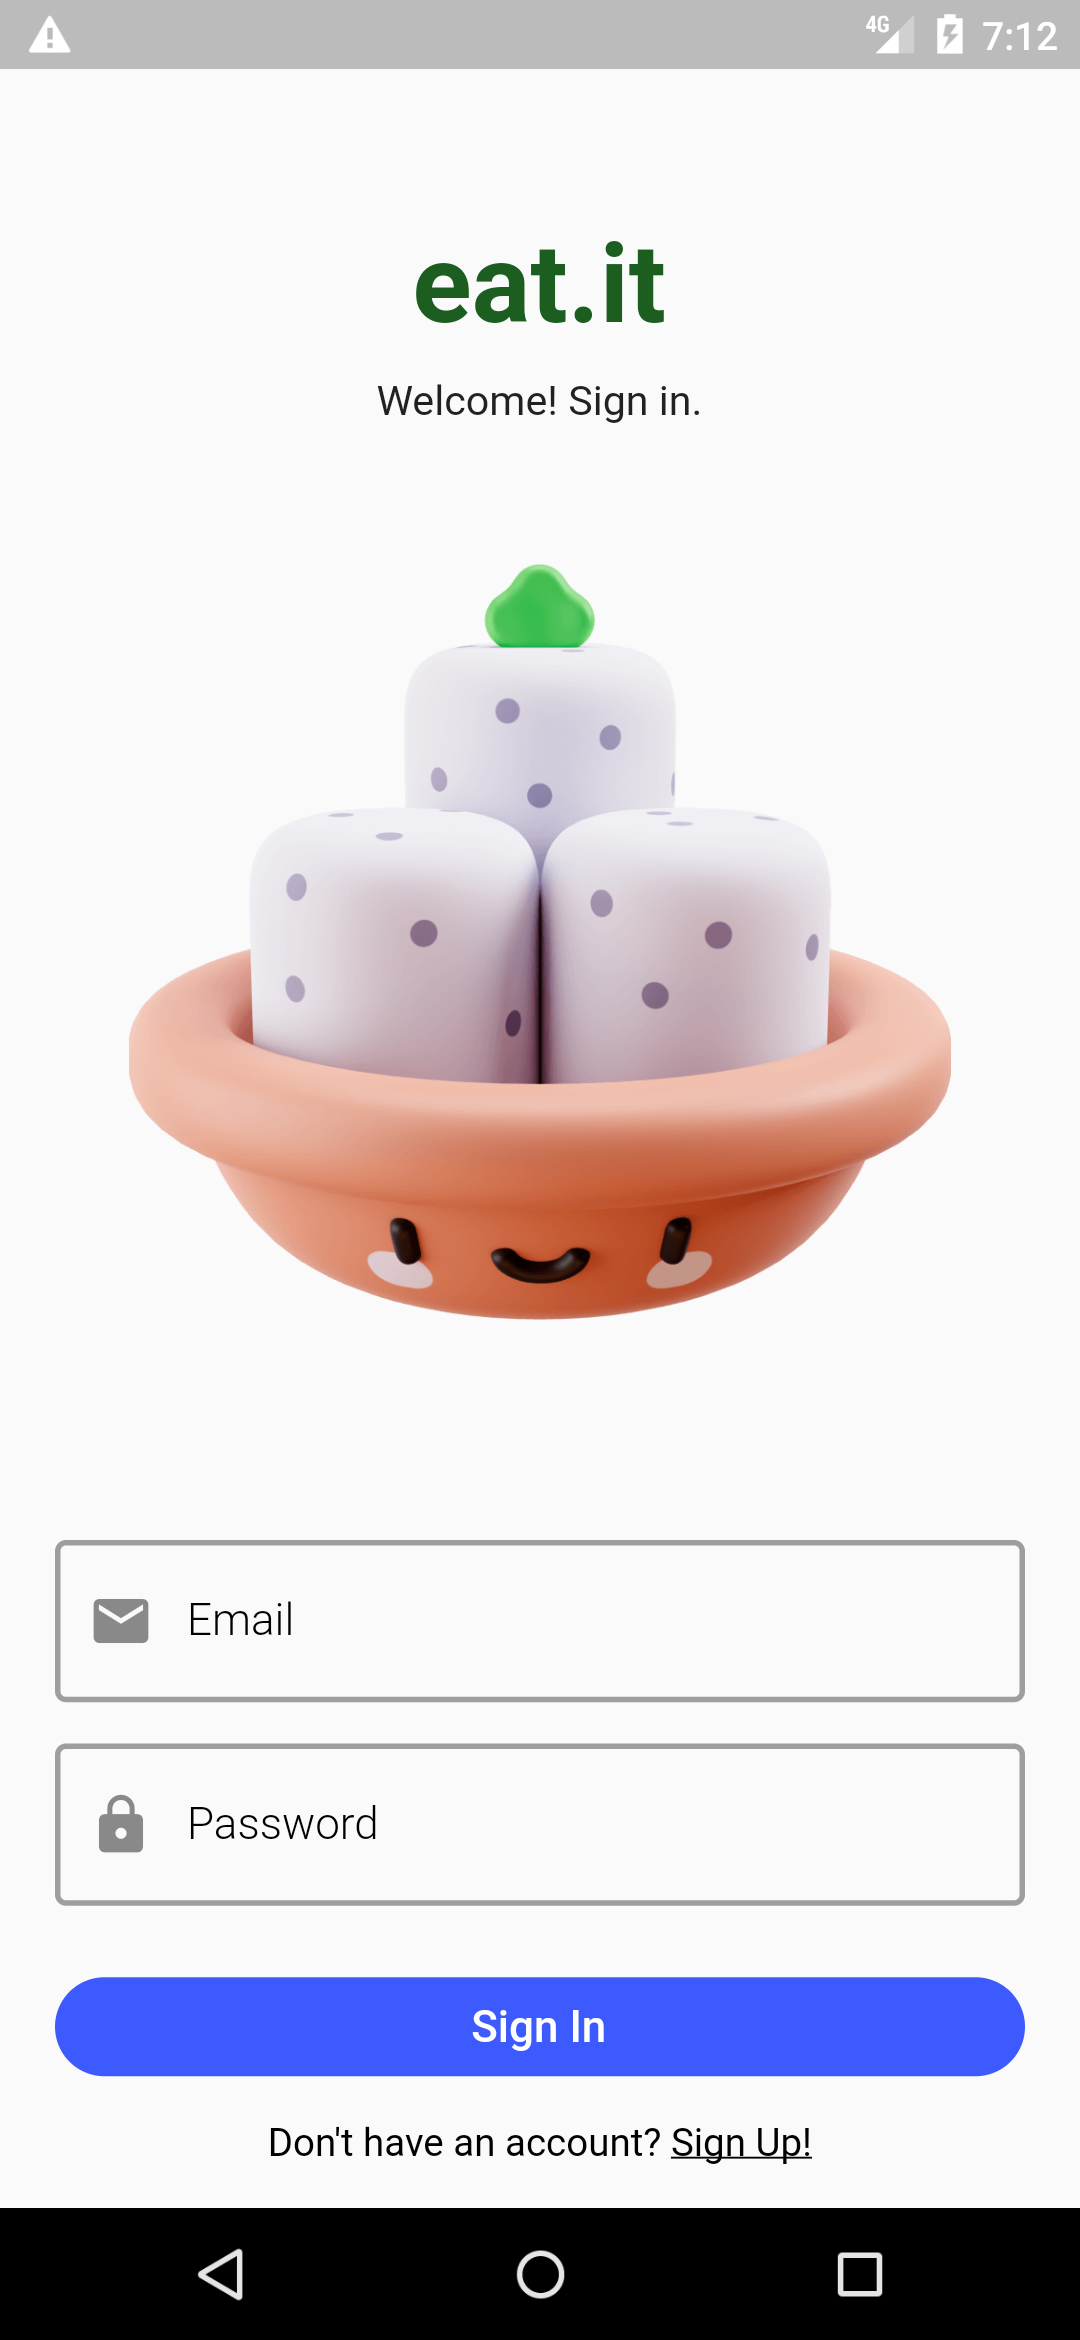 4G 7:12
eat.it
Welcome! Sign in.
Email
Password
Sign In
Don't have an account? Sign Up!